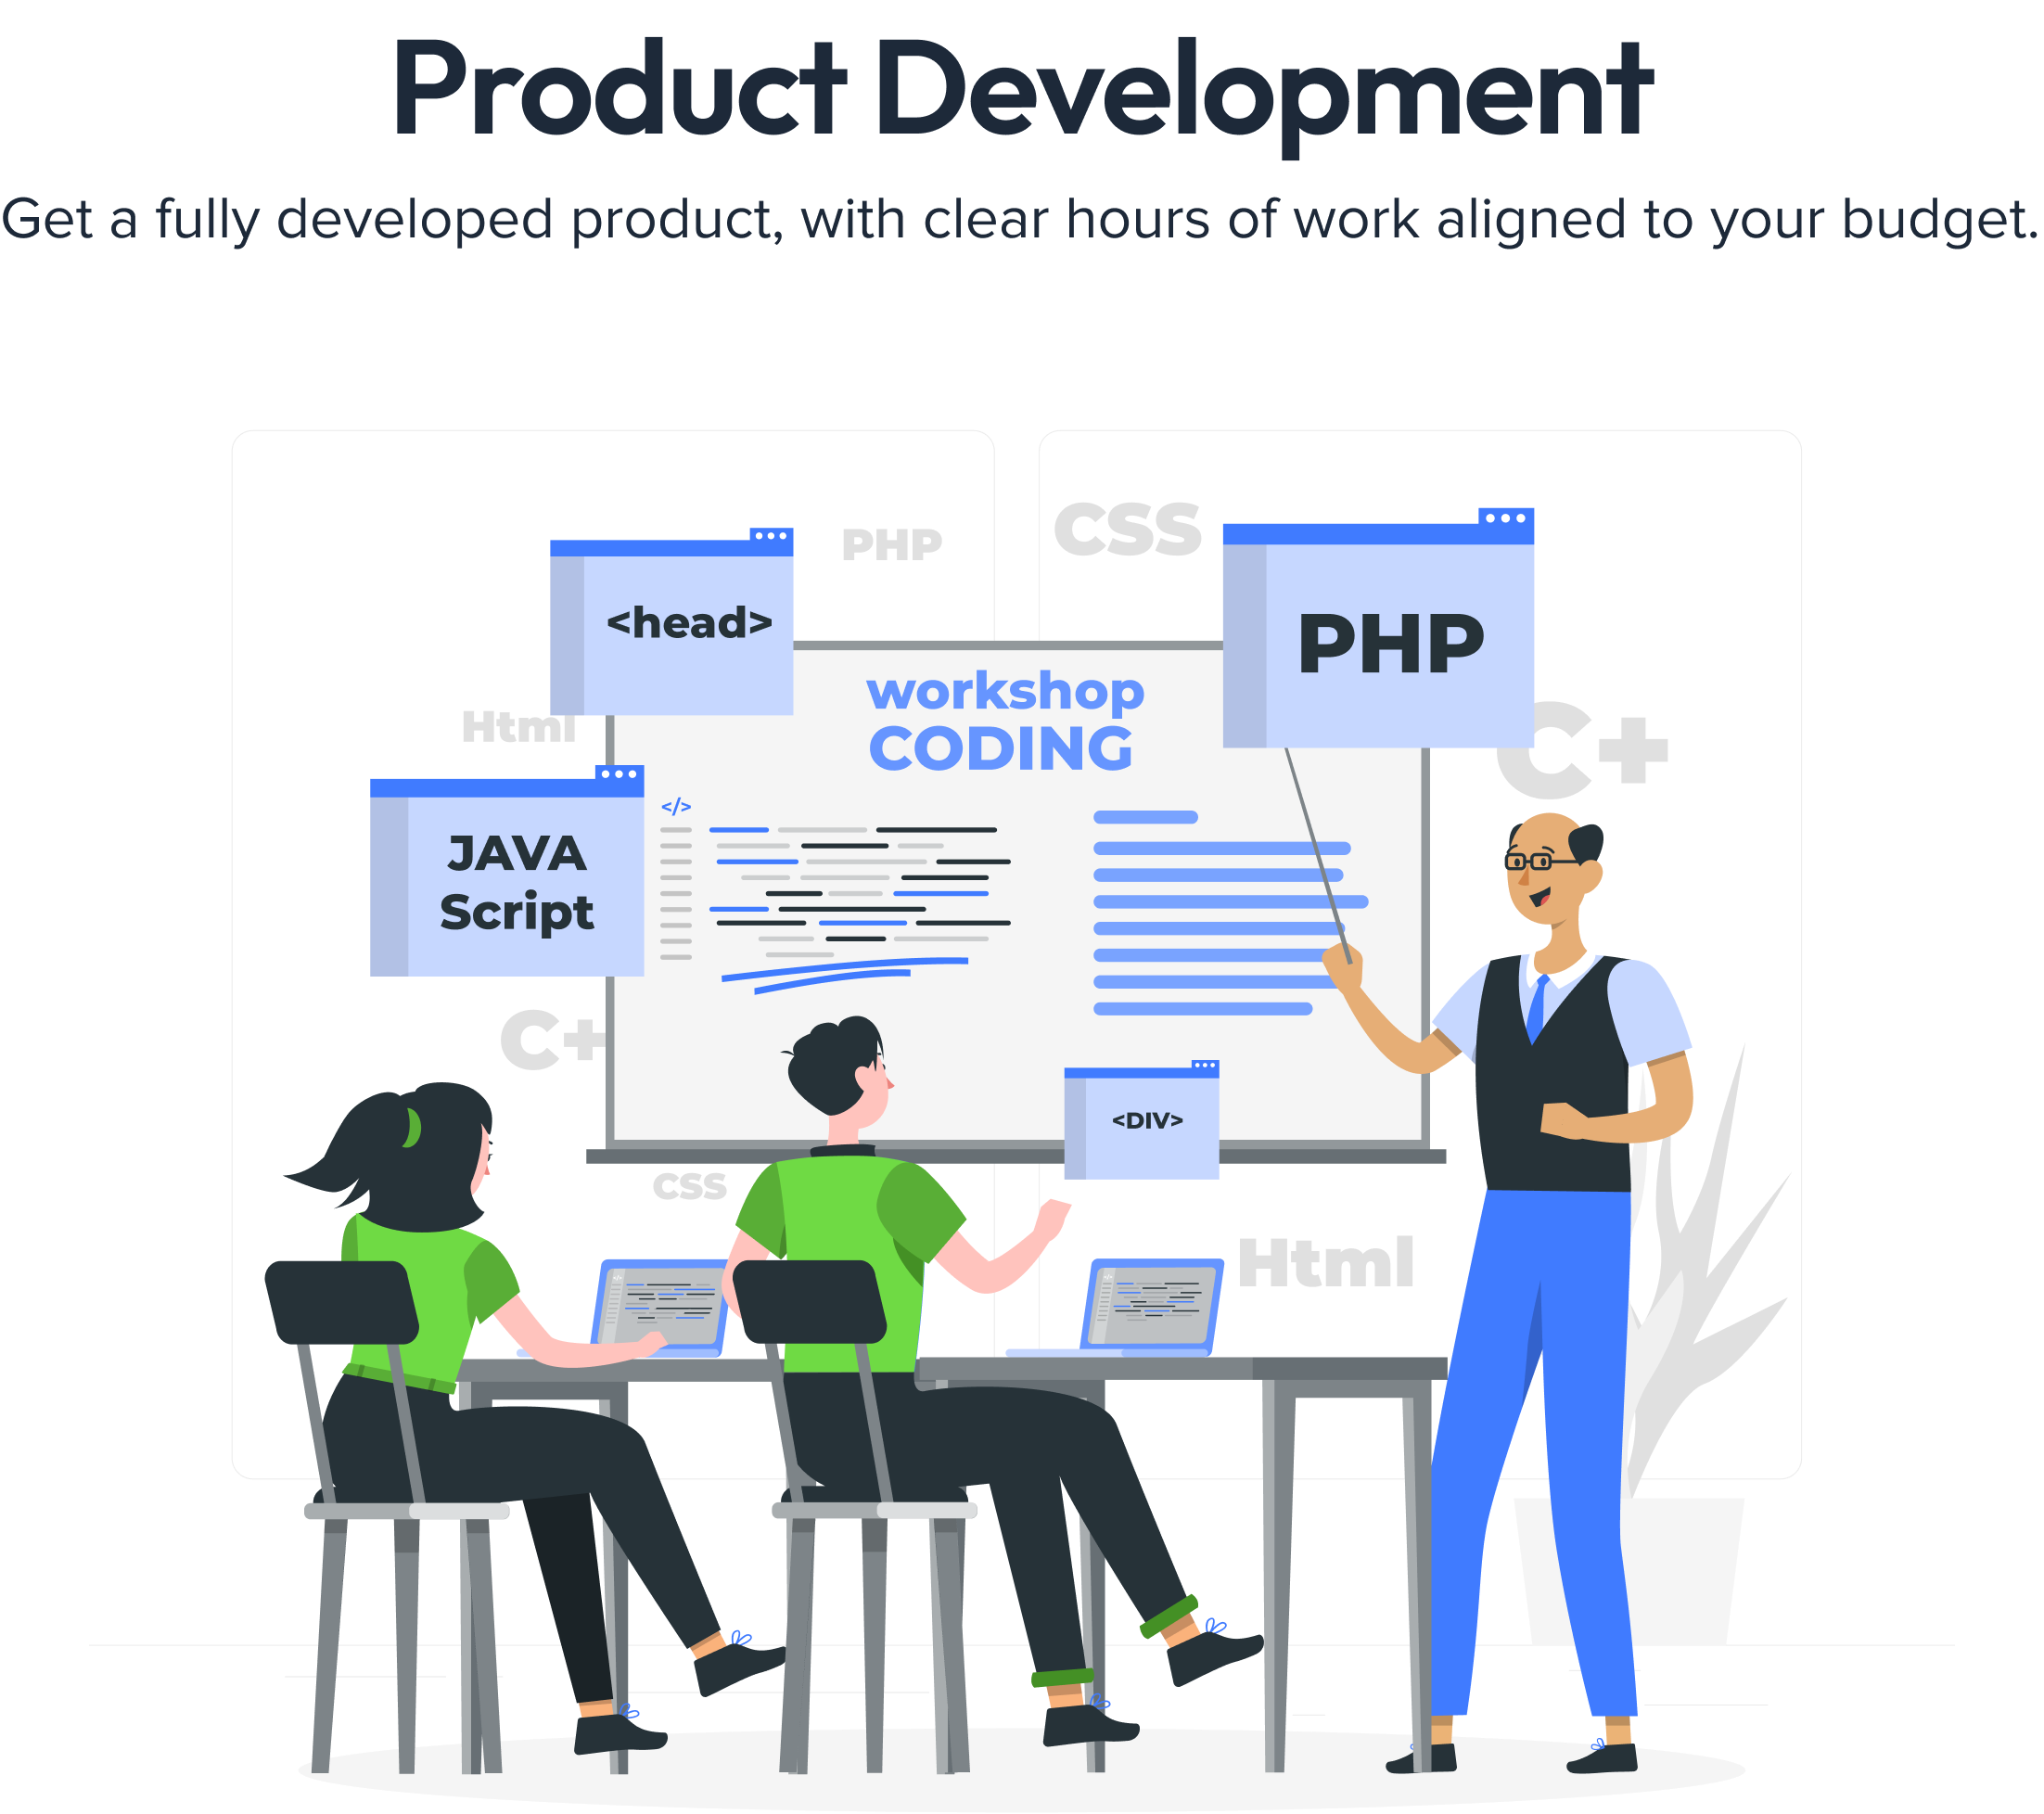 Product Development
Get a fully developed product, with clear hours of work aligned to your budget.
PHP
CSS
<head>
PHP
workshop
CODING
Html
C+
</>
JAVA
Script
C+
<DIV>
CSS
Html